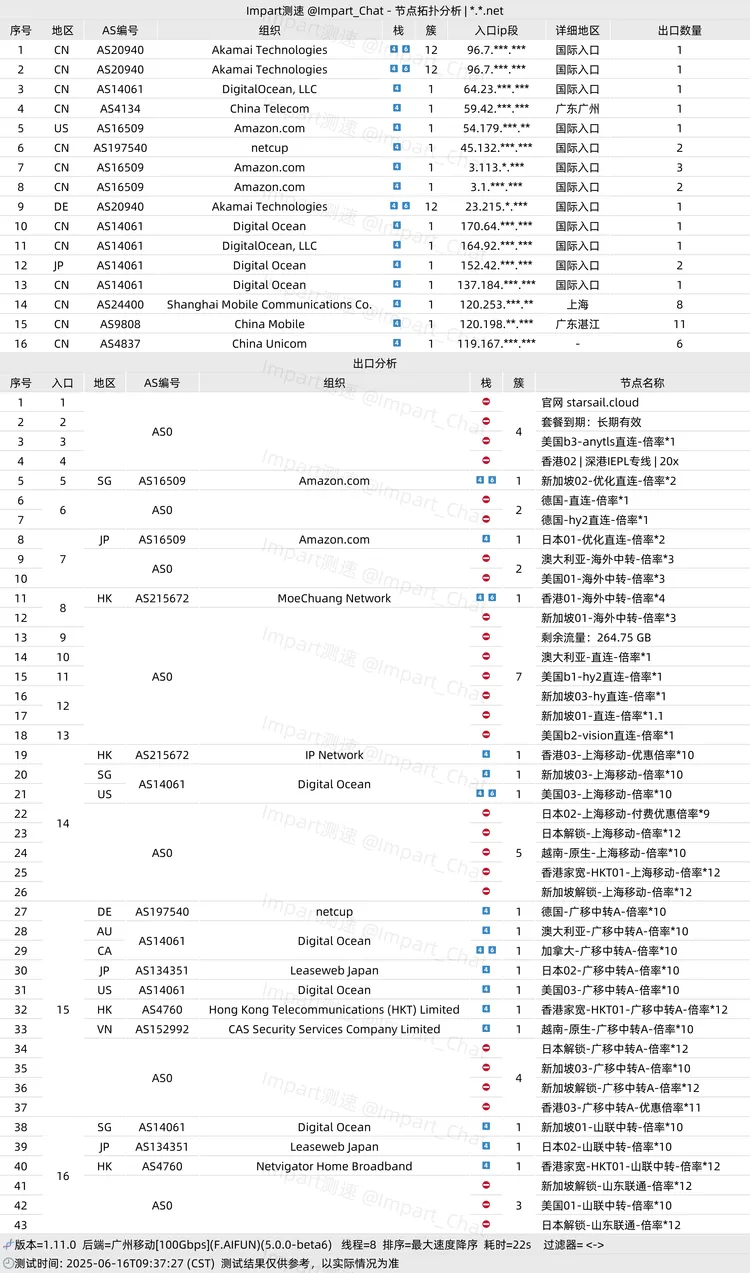 Impart测速 @Impart_Chat - 节点拓扑分析 | *.*.net
序号 地区 AS编号 组织 栈 簇 入口ip段 详细地区 出口数量
1 CN AS20940 Akamai Technologies 4 6 12 96.7.***.*** 国际入口 1
2 CN AS20940 Akamai Technologies 4 6 12 96.7.***.*** 国际入口 1
3 CN AS14061 DigitalOcean, LLC 4 1 64.23.***.*** 国际入口 1
4 CN AS4134 China Telecom 4 1 59.42.***.*** 广东广州 1
5 US AS16509 Amazon.com 4 1 54.179.***.** 国际入口 1
6 CN AS197540 netcup 4 1 45.132.***.*** 国际入口 2
7 CN AS16509 Amazon.com 4 1 3.113.*.*** 国际入口 3
8 CN AS16509 Amazon.com 4 1 3.1.***.*** 国际入口 2
9 DE AS20940 Akamai Technologies 4 6 12 23.215.*.*** 国际入口 1
10 CN AS14061 Digital Ocean 4 1 170.64.***.*** 国际入口 1
11 CN AS14061 DigitalOcean, LLC 4 1 164.92.***.*** 国际入口 1
12 JP AS14061 Digital Ocean 4 1 152.42.***.*** 国际入口 2
13 CN AS14061 Digital Ocean 4 1 137.184.***.*** 国际入口 1
14 CN AS24400 Shanghai Mobile Communications Co. 4 1 120.253.***.** 上海 8
15 CN AS9808 China Mobile 4 1 120.198.**.*** 广东湛江 11
16 CN AS4837 China Unicom 4 1 119.167.***.*** - 6
出口分析
序号 入口 地区 AS编号 组织 栈 簇 节点名称
1 1 AS0 4 官网 starsail.cloud
2 2 套餐到期：长期有效
3 3 美国b3-anytls直连-倍率*1
4 4 香港02 | 深港IEPL专线 | 20x
5 5 SG AS16509 Amazon.com 4 6 1 新加坡02-优化直连-倍率*2
6 6 AS0 2 德国-直连-倍率*1
7 德国-hy2直连-倍率*1
8 7 JP AS16509 Amazon.com 4 1 日本01-优化直连-倍率*2
9 AS0 2 澳大利亚-海外中转-倍率*3
10 美国01-海外中转-倍率*3
11 8 HK AS215672 MoeChuang Network 4 6 1 香港01-海外中转-倍率*4
12 AS0 7 新加坡01-海外中转-倍率*3
13 9 剩余流量：264.75 GB
14 10 澳大利亚-直连-倍率*1
15 11 美国b1-hy2直连-倍率*1
16 12 新加坡03-hy直连-倍率*1
17 新加坡01-直连-倍率*1.1
18 13 美国b2-vision直连-倍率*1
19 14 HK AS215672 IP Network 4 1 香港03-上海移动-优惠倍率*10
20 SG AS14061 Digital Ocean 4 1 新加坡03-上海移动-倍率*10
21 US 4 6 1 美国03-上海移动-倍率*10
22 AS0 5 日本02-上海移动-付费优惠倍率*9
23 日本解锁-上海移动-倍率*12
24 越南-原生-上海移动-倍率*10
25 香港家宽-HKT01-上海移动-倍率*12
26 新加坡解锁-上海移动-倍率*12
27 15 DE AS197540 netcup 4 1 德国-广移中转A-倍率*10
28 AU AS14061 Digital Ocean 4 1 澳大利亚-广移中转A-倍率*10
29 CA 4 6 1 加拿大-广移中转A-倍率*10
30 JP AS134351 Leaseweb Japan 4 1 日本02-广移中转A-倍率*10
31 US AS14061 Digital Ocean 4 1 美国03-广移中转A-倍率*10
32 HK AS4760 Hong Kong Telecommunications (HKT) Limited 4 1 香港家宽-HKT01-广移中转A-倍率*12
33 VN AS152992 CAS Security Services Company Limited 4 1 越南-原生-广移中转A-倍率*10
34 AS0 4 日本解锁-广移中转A-倍率*12
35 新加坡03-广移中转A-倍率*10
36 新加坡解锁-广移中转A-倍率*12
37 香港03-广移中转A-优惠倍率*11
38 16 SG AS14061 Digital Ocean 4 1 新加坡01-山联中转-倍率*10
39 JP AS134351 Leaseweb Japan 4 1 日本02-山联中转-倍率*10
40 HK AS4760 Netvigator Home Broadband 4 1 香港家宽-HKT01-山联中转-倍率*12
41 AS0 3 新加坡解锁-山东联通-倍率*12
42 美国01-山联中转-倍率*10
43 日本解锁-山东联通-倍率*12
版本=1.11.0 后端=广州移动[100Gbps](F.AIFUN)(5.0.0-beta6) 线程=8 排序=最大速度降序 耗时=22s 过滤器= <->
测试时间: 2025-06-16T09:37:27 (CST) 测试结果仅供参考，以实际情况为准